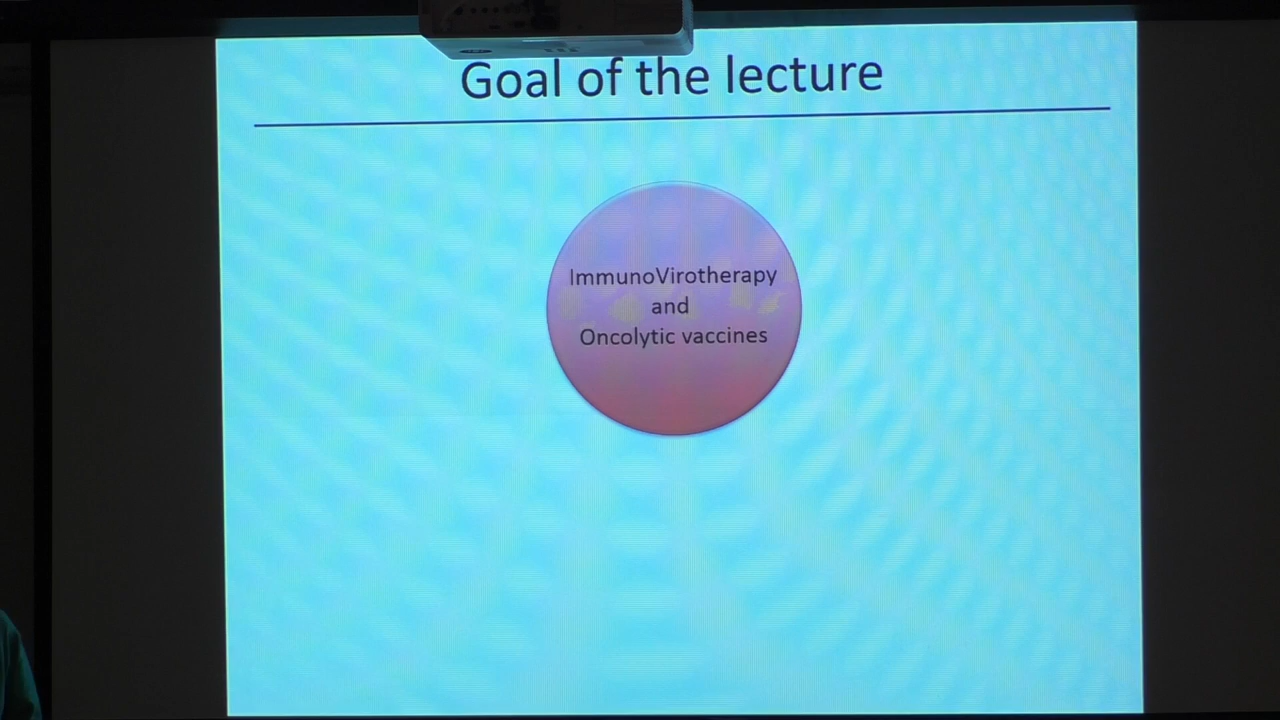 Goal of the lecture
ImmunoVirotherapy
and
Oncolytic vaccines